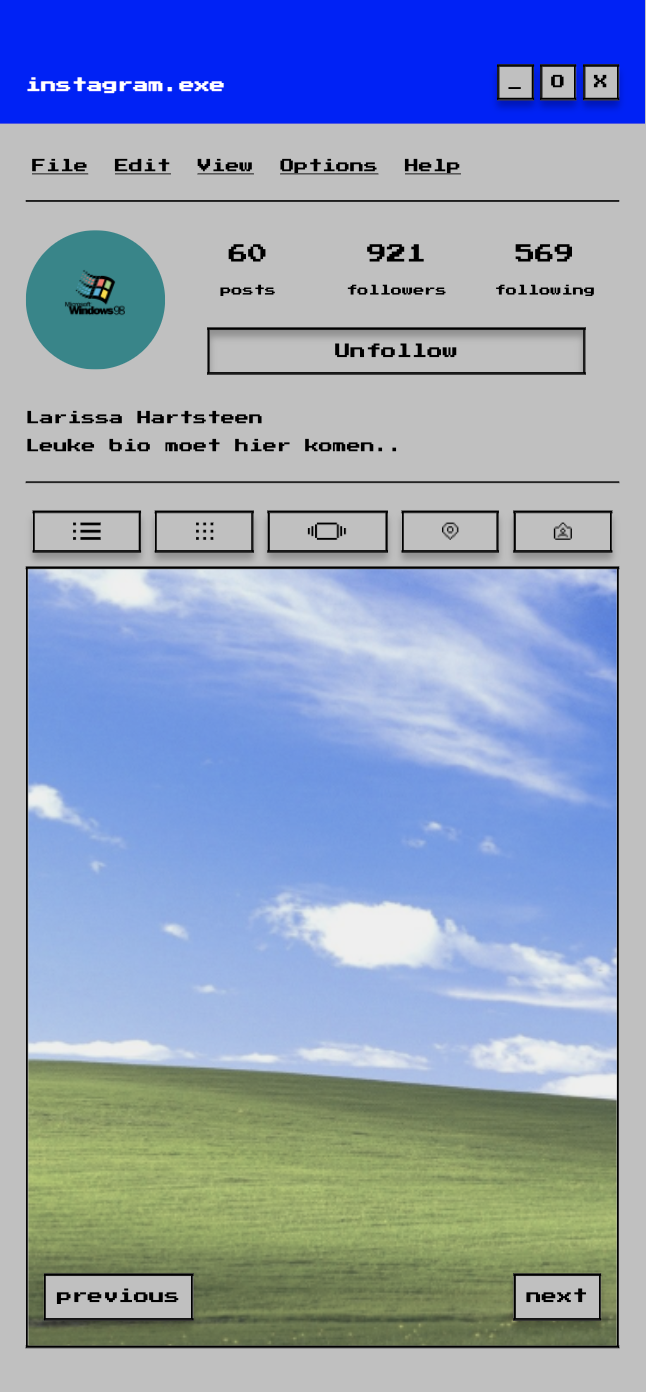 instagram.exe
_ O X
File Edit View Options Help
60 921 569
posts followers following
Microsoft
Windows98
Unfollow
Larissa Hartsteen
Leuke bio moet hier komen..
previous next